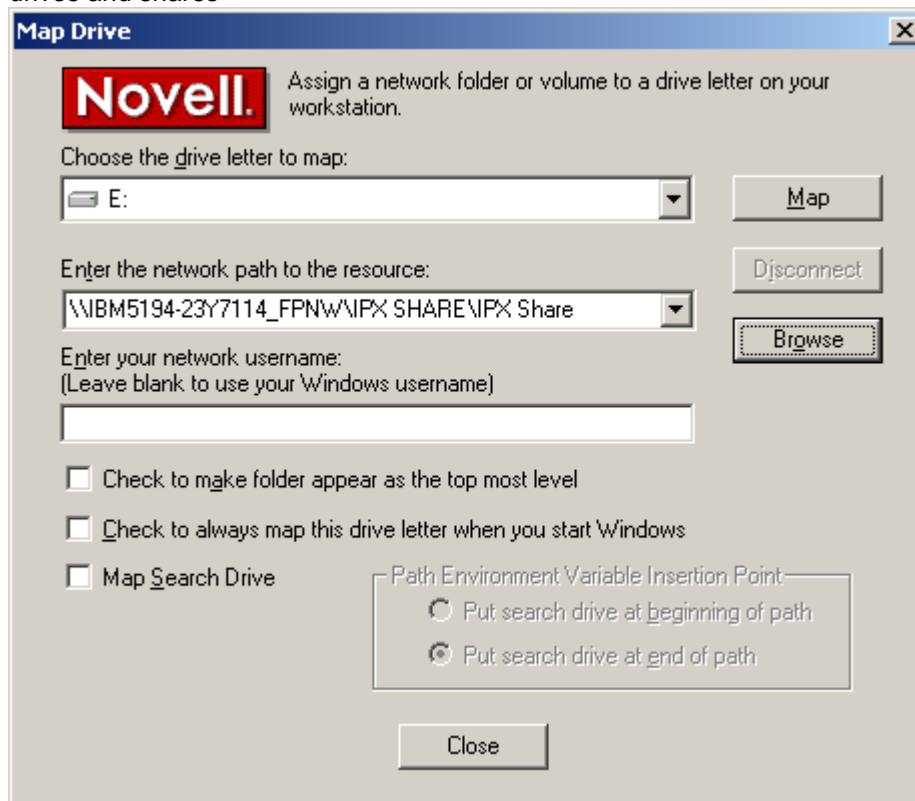 drives and shares
Map Drive
Novell.
Assign a network folder or volume to a drive letter on your
workstation.
Choose the drive letter to map:
E:
Map
Enter the network path to the resource:
Disconnect
\\IBM5194-23Y7114_FPNW\IPX SHARE\IPX Share
Browse
Enter your network username:
(Leave blank to use your Windows username)
Check to make folder appear as the top most level
Check to always map this drive letter when you start Windows
Map Search Drive
Path Environment Variable Insertion Point
Put search drive at beginning of path
Put search drive at end of path
Close